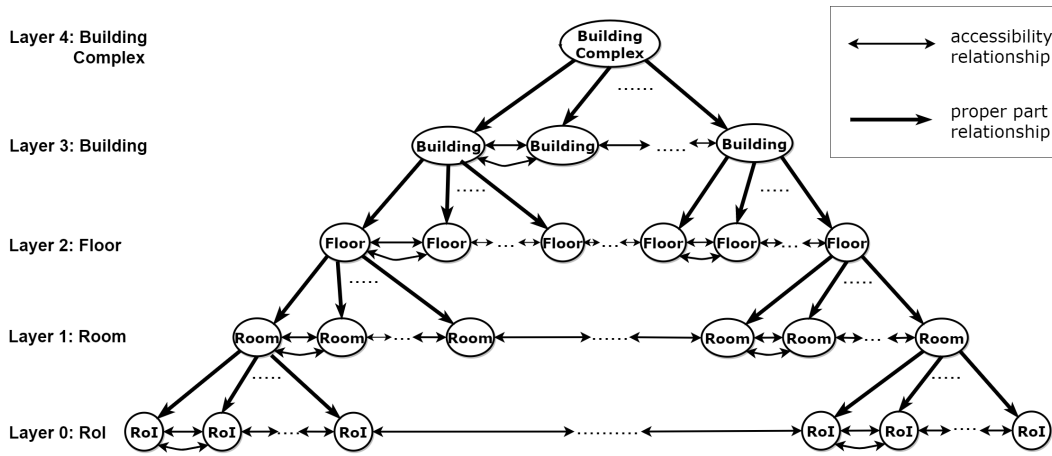 Layer 4: Building
Complex
Building
Complex
accessibility
relationship
proper part
relationship
......
Layer 3: Building
Building
Building
.....
Building
.....
.....
Layer 2: Floor
Floor
Floor
...
Floor
...
Floor
Floor
...
Floor
.....
.....
Layer 1: Room
Room
Room
...
Room
......
Room
Room
...
Room
.....
.....
Layer 0: RoI
RoI
RoI
....
RoI
.........
RoI
RoI
....
RoI